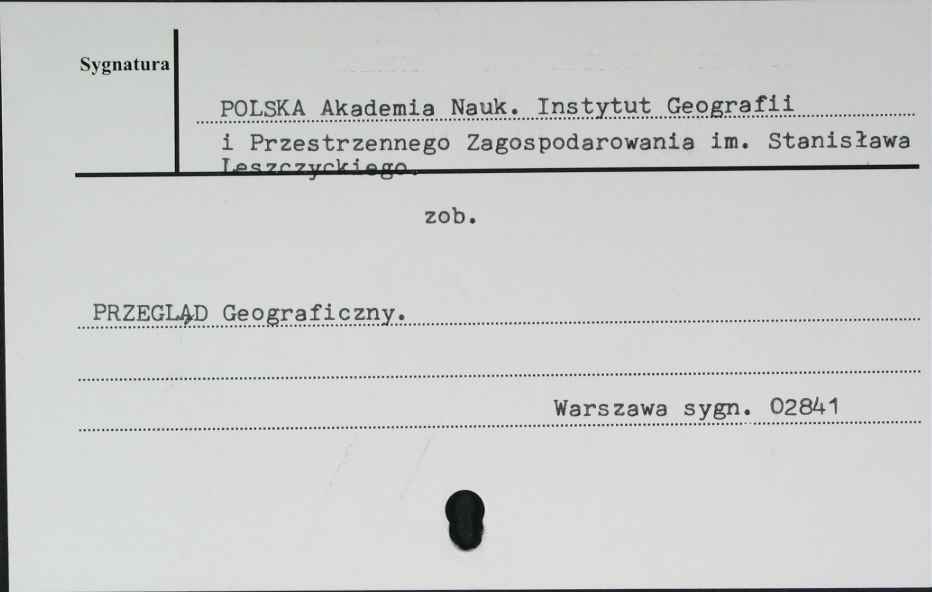 Sygnatura
POLSKA Akademia Nauk. Instytut Geografii
i Przestrzennego Zagospodarowania im. Stanisława
Leszczyckiego.
zob.
PRZEGLĄD Geograficzny.
Warszawa sygn. 02841